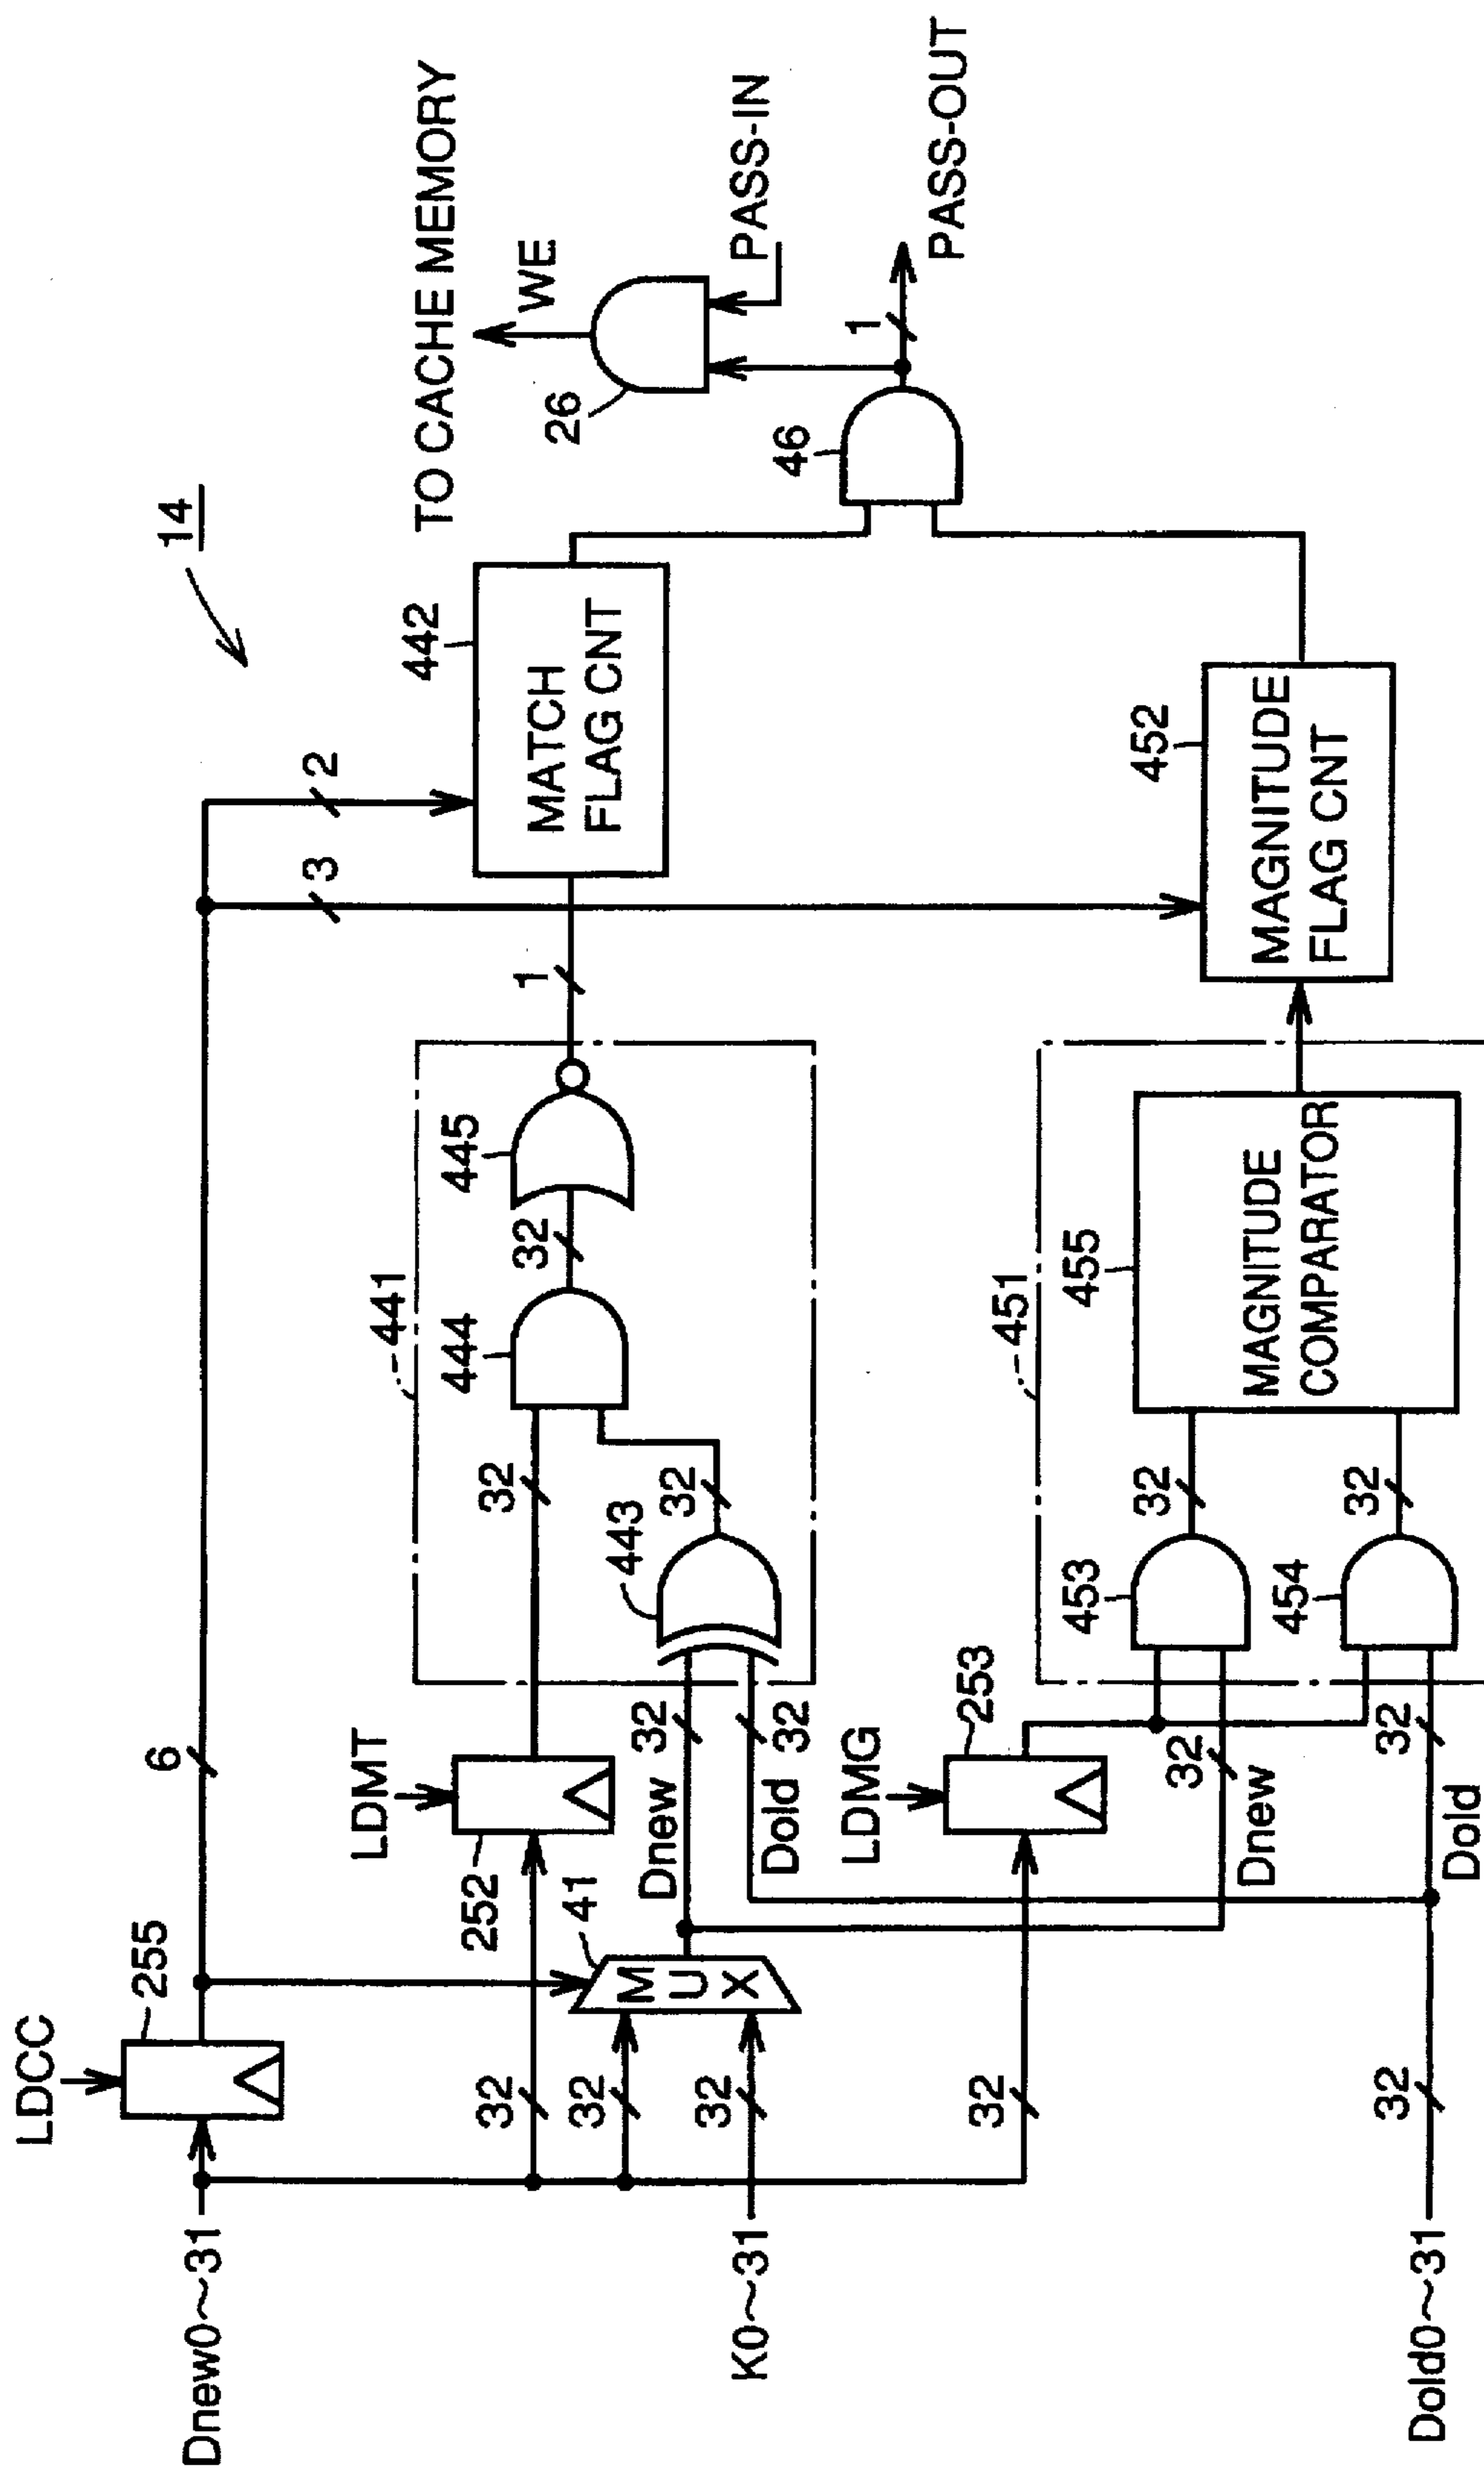 14
TO CACHE MEMORY
WE
26
PASS-IN
46
1
PASS-OUT
LDCC
255
6
3
2
442
MATCH
FLAG CNT
LDMT
252
32
441
444
32
32
445
1
443
32
41
MUX
32
32
Dnew
32
Dold
32
LDMG
253
32
451
453
32
455
MAGNITUDE
COMPARATOR
452
MAGNITUDE
FLAG CNT
32
Dnew
454
32
32
Dold
32
Dnew0~31
K0~31
Dold0~31